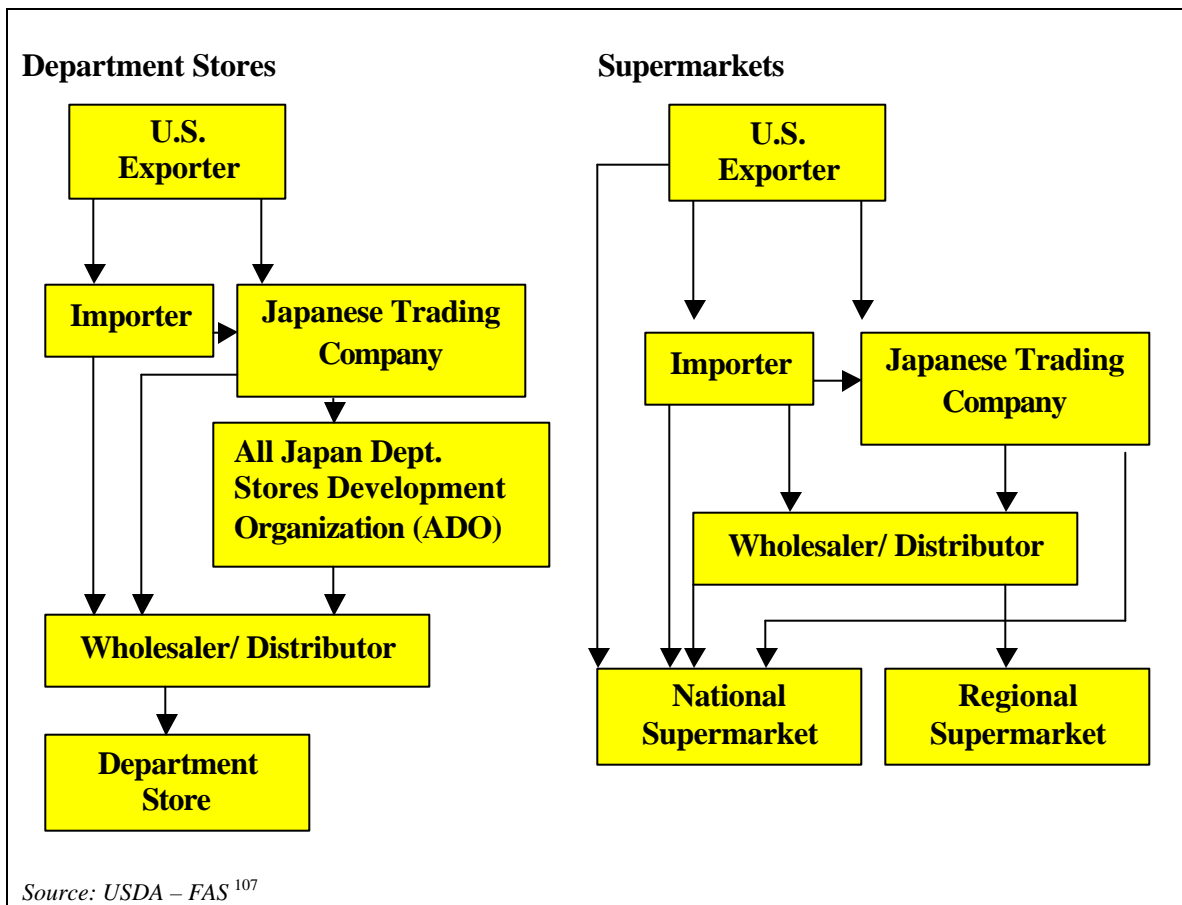 Department Stores
U.S.
Exporter
Importer
Japanese Trading
Company
All Japan Dept.
Stores Development
Organization (ADO)
Wholesaler/ Distributor
Department
Store
Supermarkets
U.S.
Exporter
Importer
Japanese Trading
Company
Wholesaler/ Distributor
National
Supermarket
Regional
Supermarket
Source: USDA – FAS 107